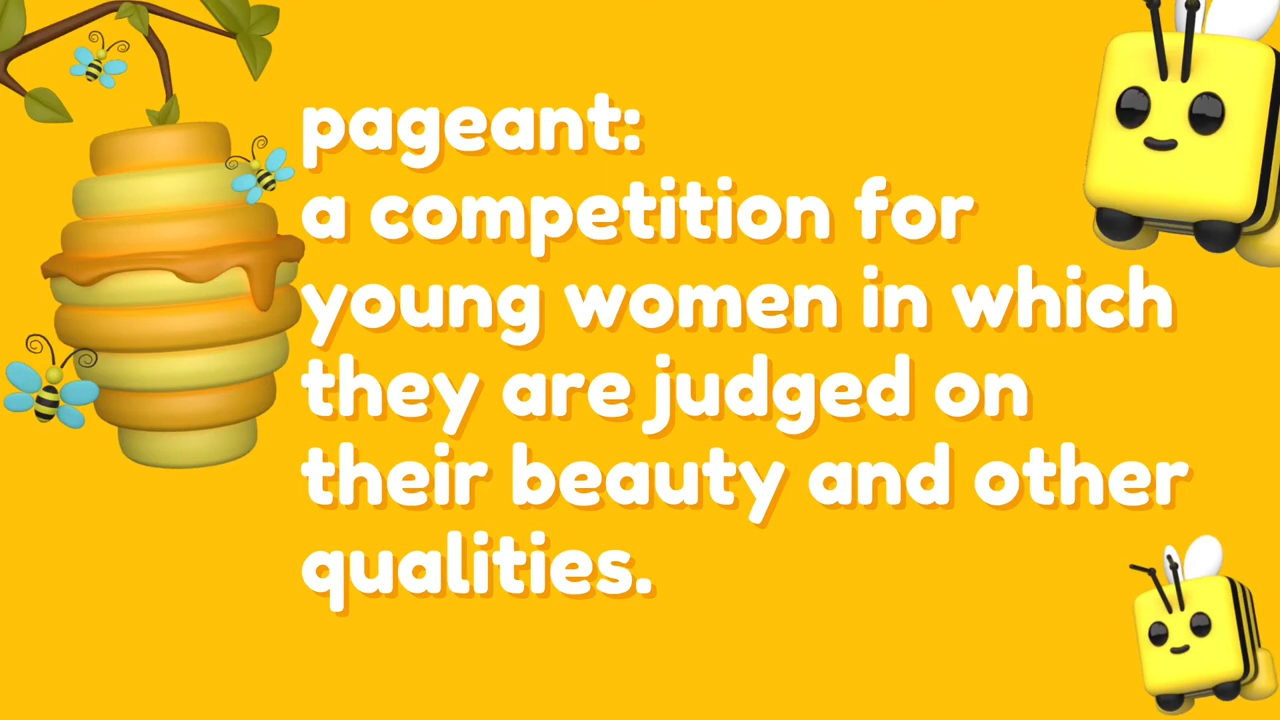 pageant:
a competition for
young women in which
they are judged on
their beauty and other
qualities.